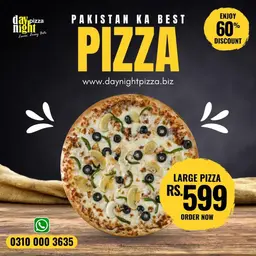 day pizza
night
PAKISTAN KA BEST
PIZZA
www.daynightpizza.biz
ENJOY
60%
DISCOUNT
LARGE PIZZA
RS.599
ORDER NOW
0310 000 3635